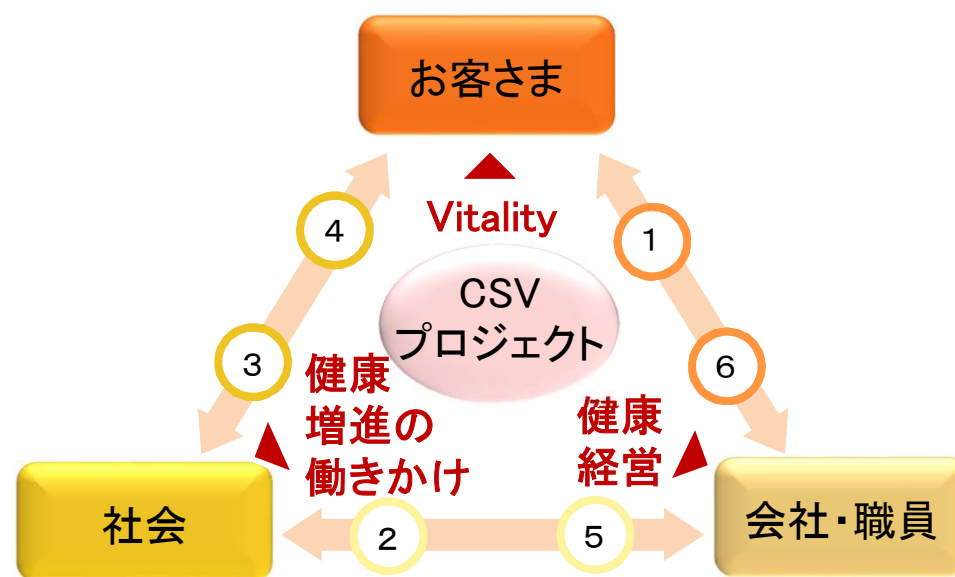 お客さま
4
Vitality
1
CSV
プロジェクト
3
6
健康
増進の
働きかけ
健康
経営
社会
2
5
会社・職員